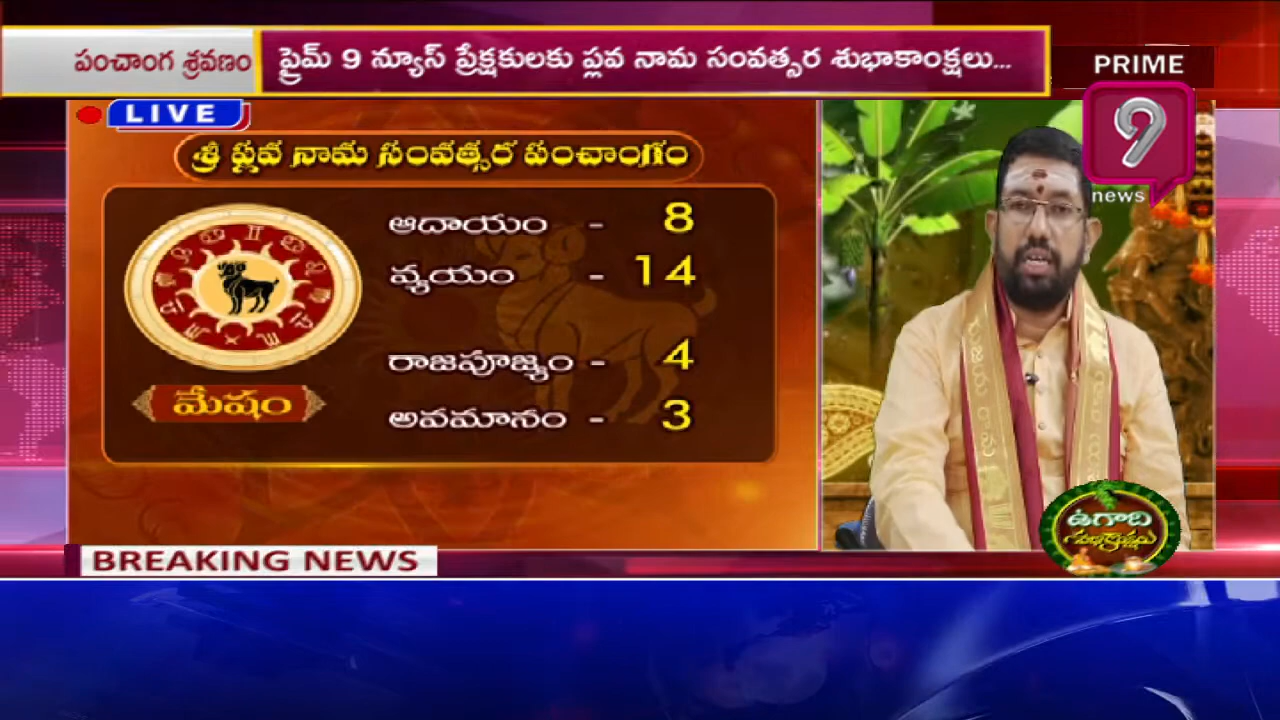 పంచాంగ శ్రవణం ప్రైమ్ 9 న్యూస్ ప్రేక్షకులకు ప్లవ నామ సంవత్సర శుభాకాంక్షలు...
PRIME
9
news
LIVE
శ్రీ ప్లవ నామ సంవత్సర పంచాంగం
ఆదాయం - 8
వ్యయం - 14
రాజపూజ్యం - 4
అవమానం - 3
మేషం
ఉగాది
శుభాకాంక్షలు
BREAKING NEWS